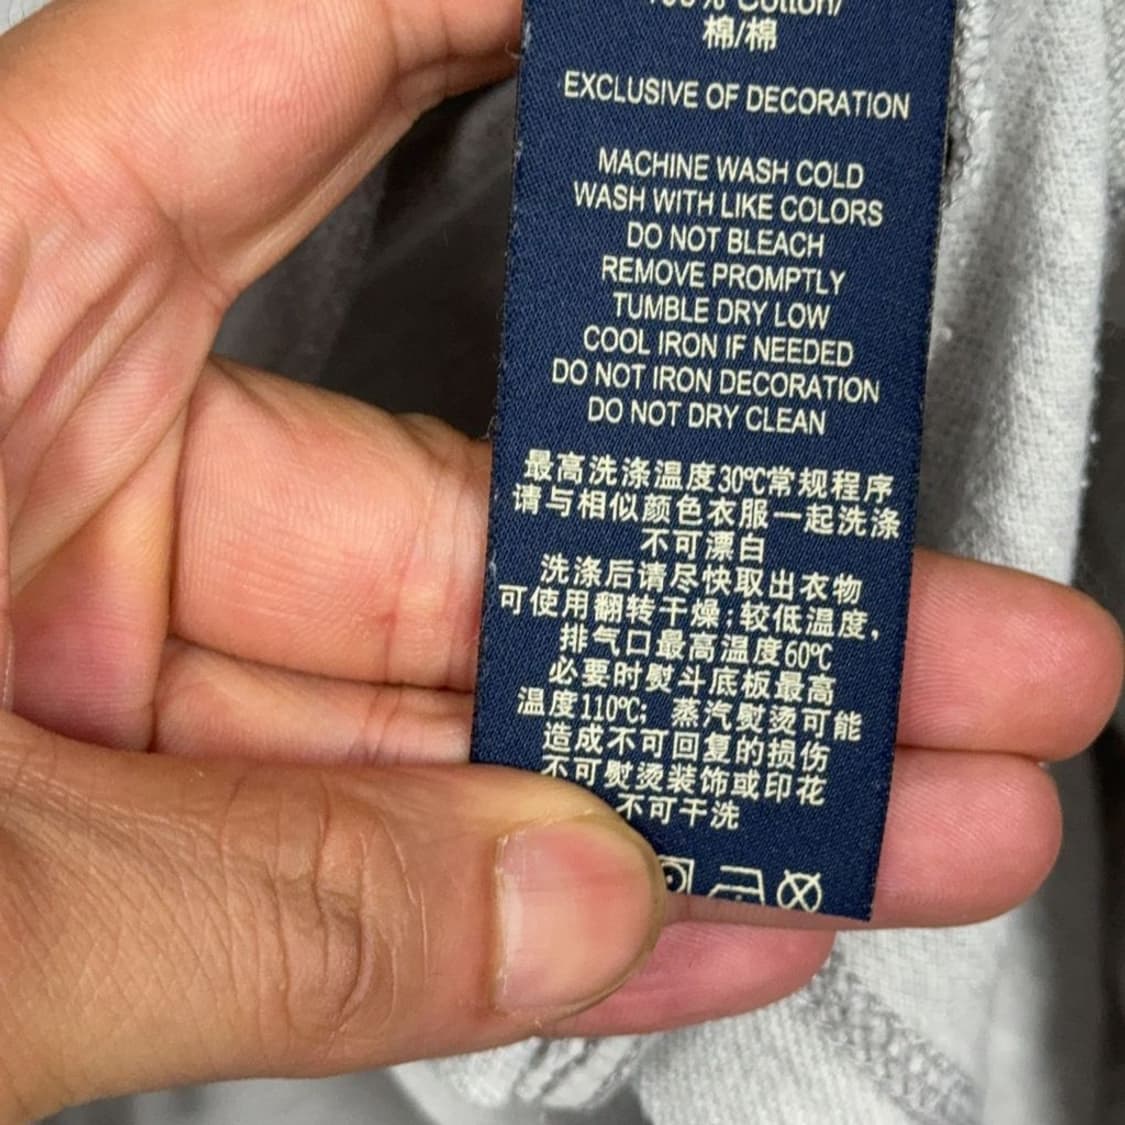 Cotton/
棉/棉
EXCLUSIVE OF DECORATION
MACHINE WASH COLD
WASH WITH LIKE COLORS
DO NOT BLEACH
REMOVE PROMPTLY
TUMBLE DRY LOW
COOL IRON IF NEEDED
DO NOT IRON DECORATION
DO NOT DRY CLEAN
最高洗涤温度30℃常规程序
请与相似颜色衣服一起洗涤
不可漂白
洗涤后请尽快取出衣物
可使用翻转干燥;较低温度,
排气口最高温度60℃
必要时熨斗底板最高
温度110℃; 蒸汽熨烫可能
造成不可回复的损伤
不可熨烫装饰或印花
不可干洗